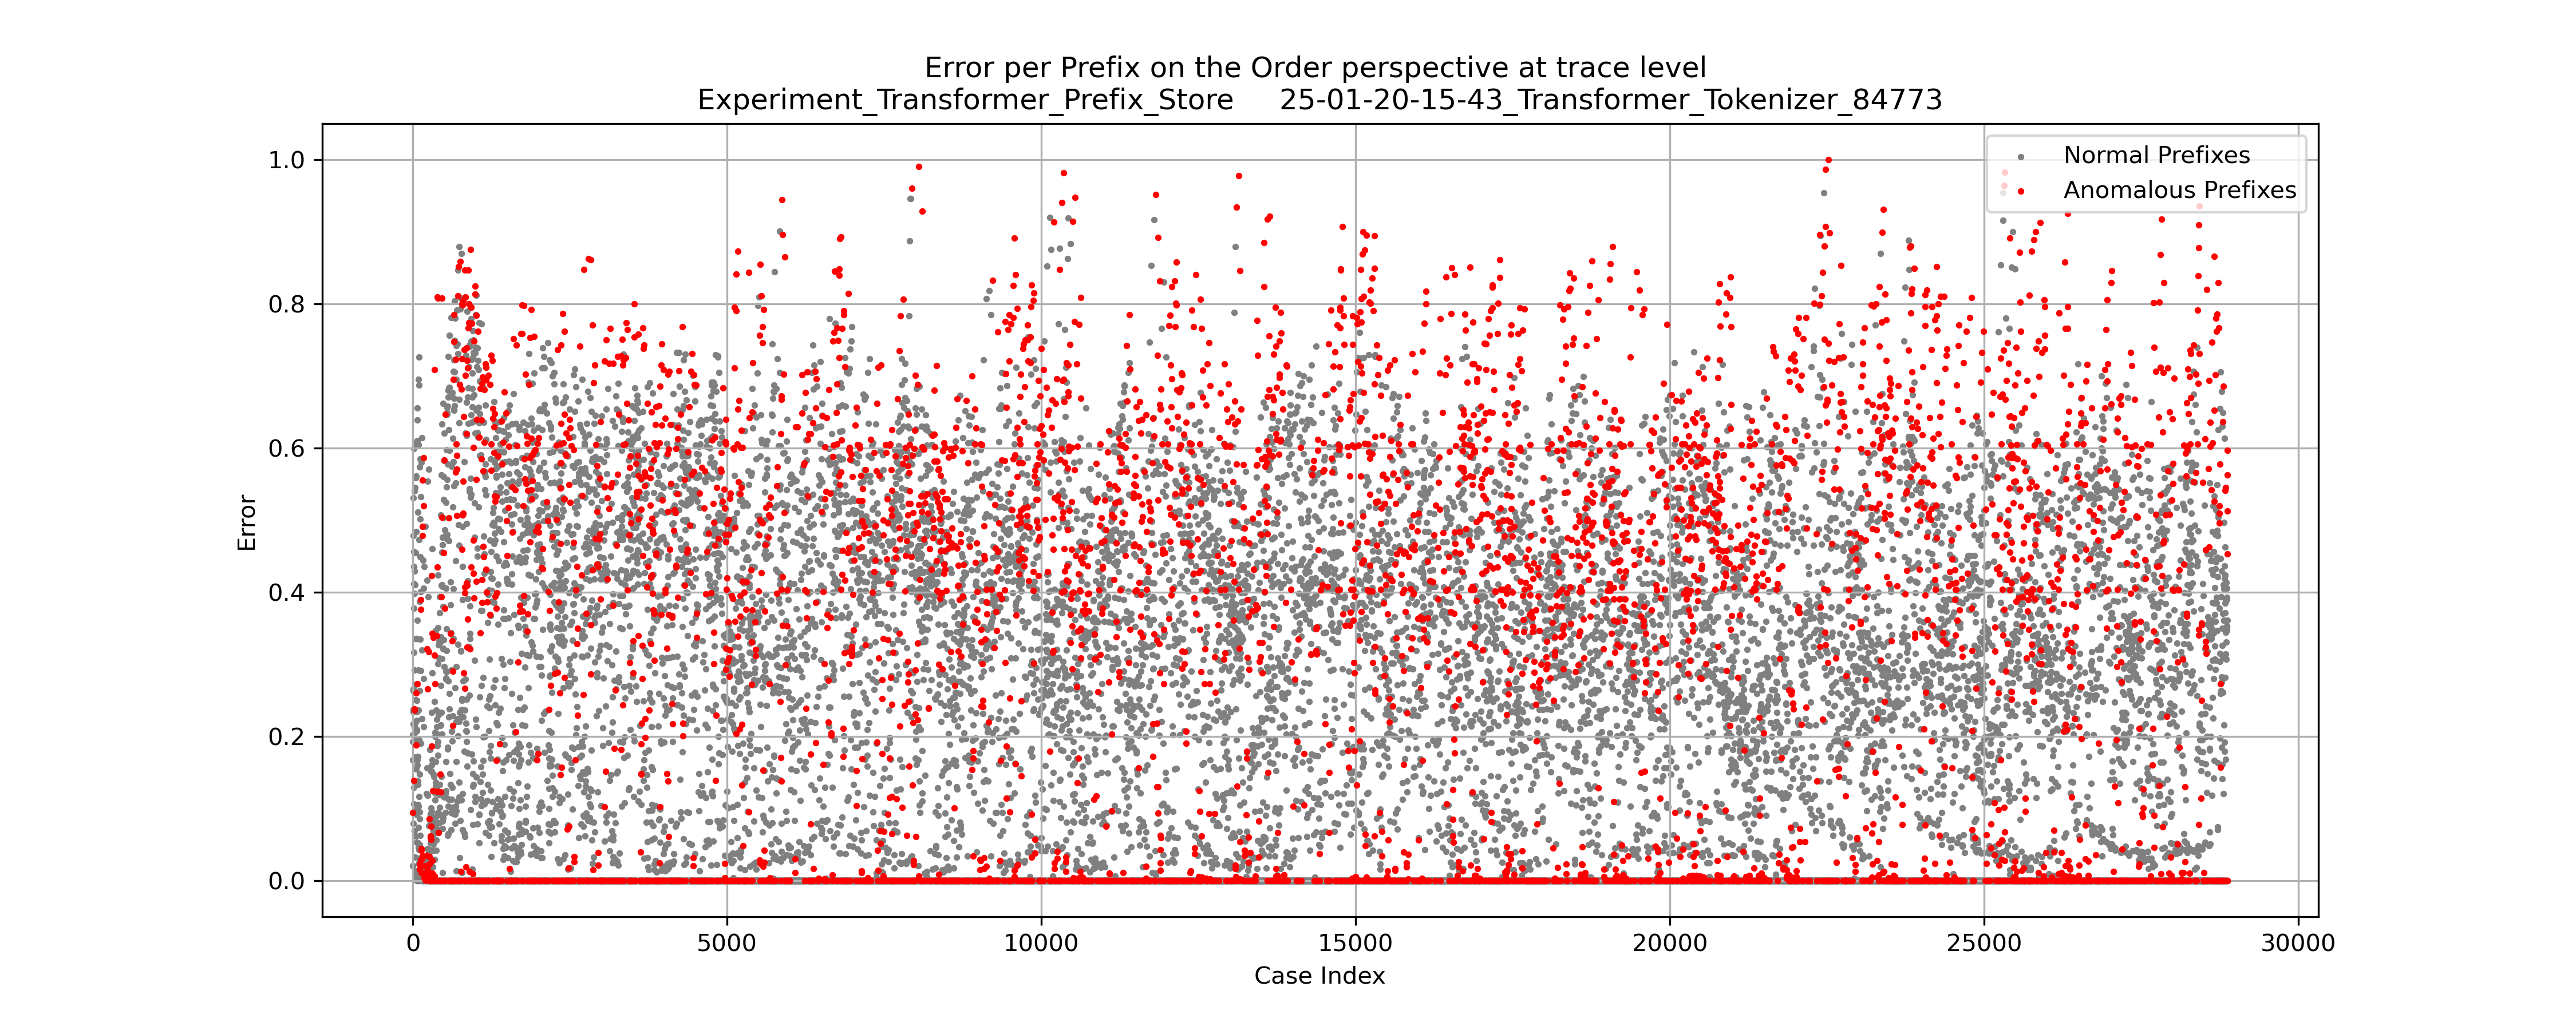 Error per Prefix on the Order perspective at trace level
Experiment_Transformer_Prefix_Store 25-01-20-15-43_Transformer_Tokenizer_84773
Normal Prefixes
Anomalous Prefixes
1.0
0.8
0.6
0.4
0.2
0.0
Error
0 5000 10000 15000 20000 25000 30000
Case Index